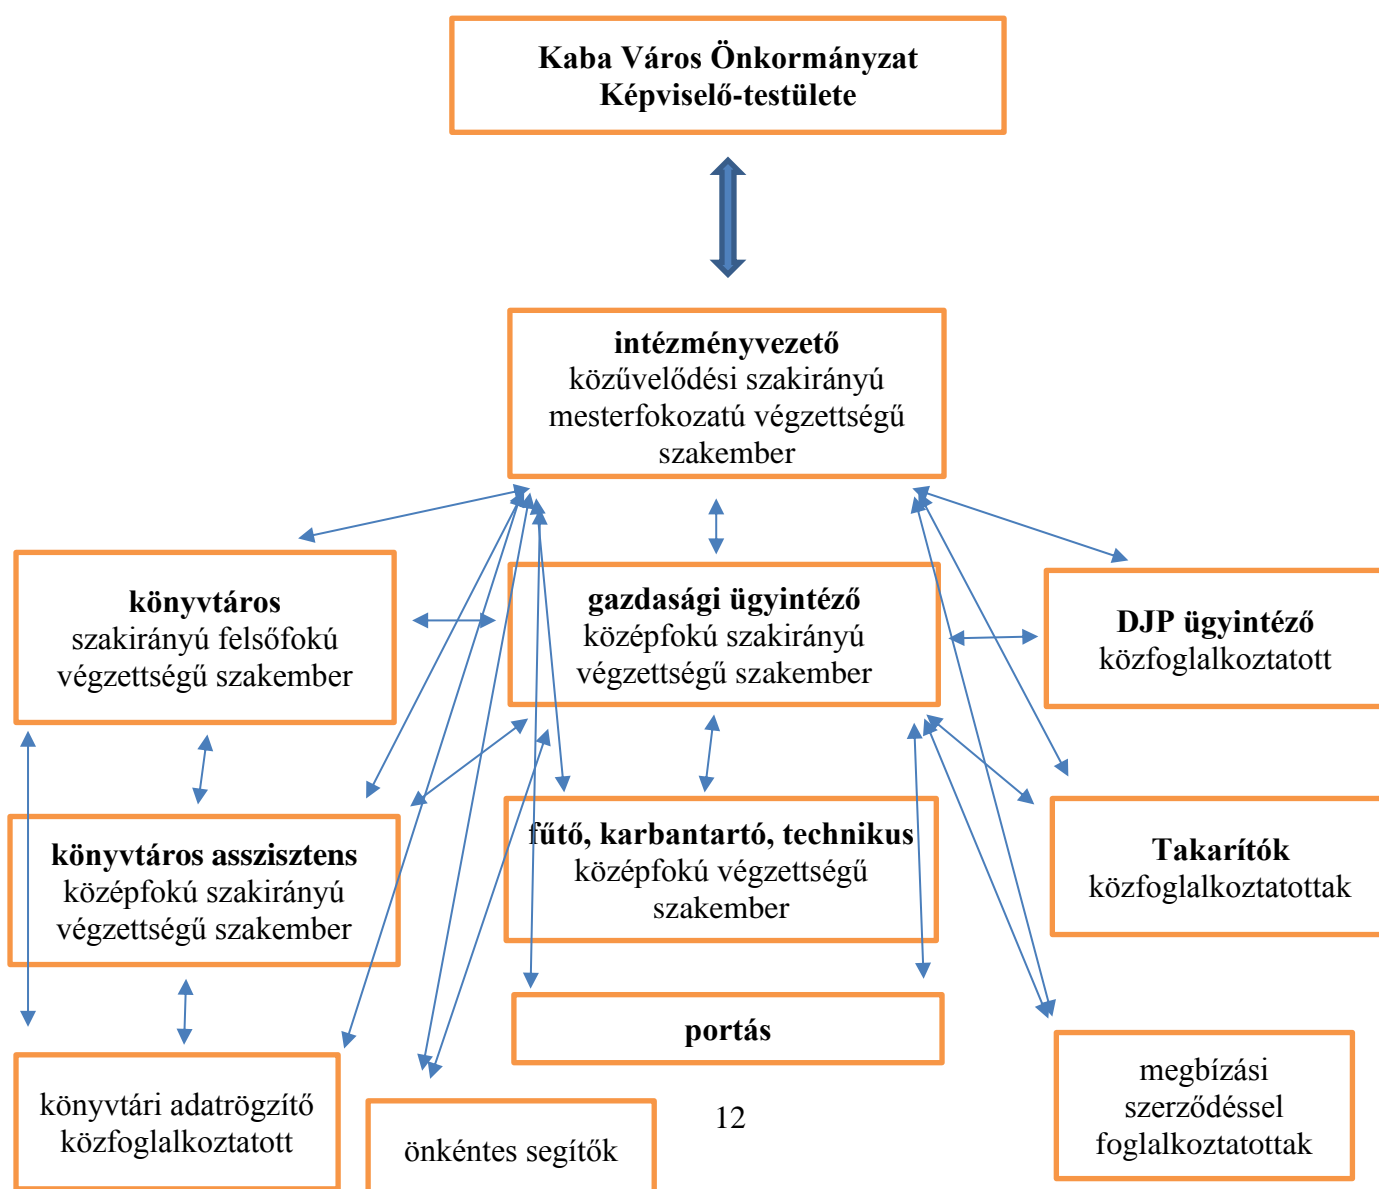 Kaba Város Önkormányzat
Képviselő-testülete
intézményvezető
közűvelődési szakirányú
mesterfokozatú végzettségű
szakember
könyvtáros
szakirányú felsőfokú
végzettségű szakember
gazdasági ügyintéző
középfokú szakirányú
végzettségű szakember
DJP ügyintéző
közfoglalkoztatott
könyvtáros asszisztens
középfokú szakirányú
végzettségű szakember
fűtő, karbantartó, technikus
középfokú végzettségű
szakember
Takarítók
közfoglalkoztatottak
portás
könyvtári adatrögzítő
közfoglalkoztatott
önkéntes segítők
12
megbízási
szerződéssel
foglalkoztatottak